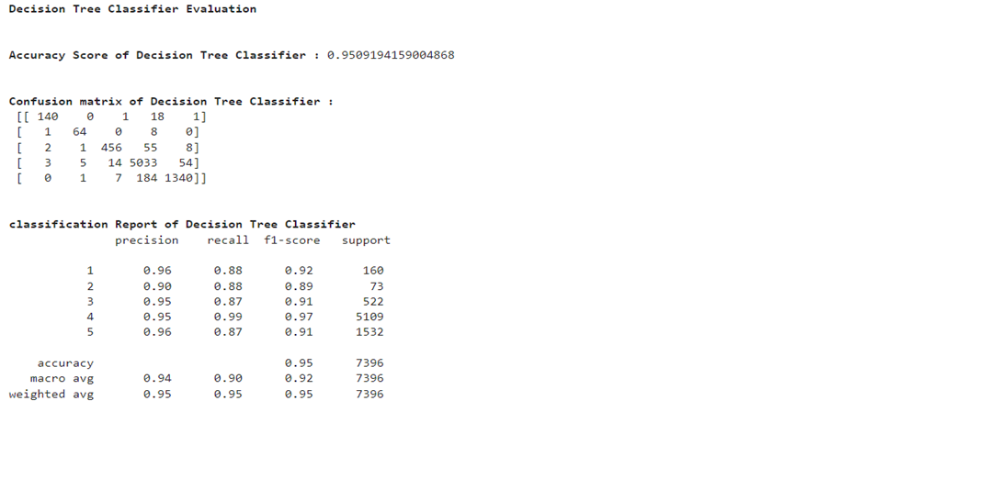 Decision Tree Classifier Evaluation
Accuracy Score of Decision Tree Classifier : 0.9509194159004868
Confusion matrix of Decision Tree Classifier :
[[ 140 0 1 18 1]
[ 1 64 0 8 0]
[ 2 1 456 55 8]
[ 3 5 14 5033 54]
[ 0 1 7 184 1340]]
classification Report of Decision Tree Classifier
precision recall f1-score support
1 0.96 0.88 0.92 160
2 0.90 0.88 0.89 73
3 0.95 0.87 0.91 522
4 0.95 0.99 0.97 5109
5 0.96 0.87 0.91 1532
accuracy 0.95 7396
macro avg 0.94 0.90 0.92 7396
weighted avg 0.95 0.95 0.95 7396